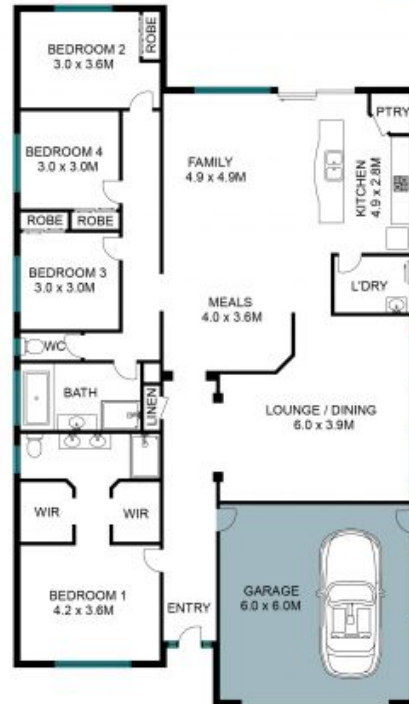 BEDROOM 2
3.0 x 3.6M
ROBE
PTRY
BEDROOM 4
3.0 x 3.0M
FAMILY
4.9 x 4.9M
KITCHEN
4.9 x 2.8M
ROBE
ROBE
BEDROOM 3
3.0 x 3.0M
L'DRY
MEALS
4.0 x 3.6M
WC
BATH
LINEN
LOUNGE / DINING
6.0 x 3.9M
WIR
WIR
BEDROOM 1
4.2 x 3.6M
ENTRY
GARAGE
6.0 x 6.0M